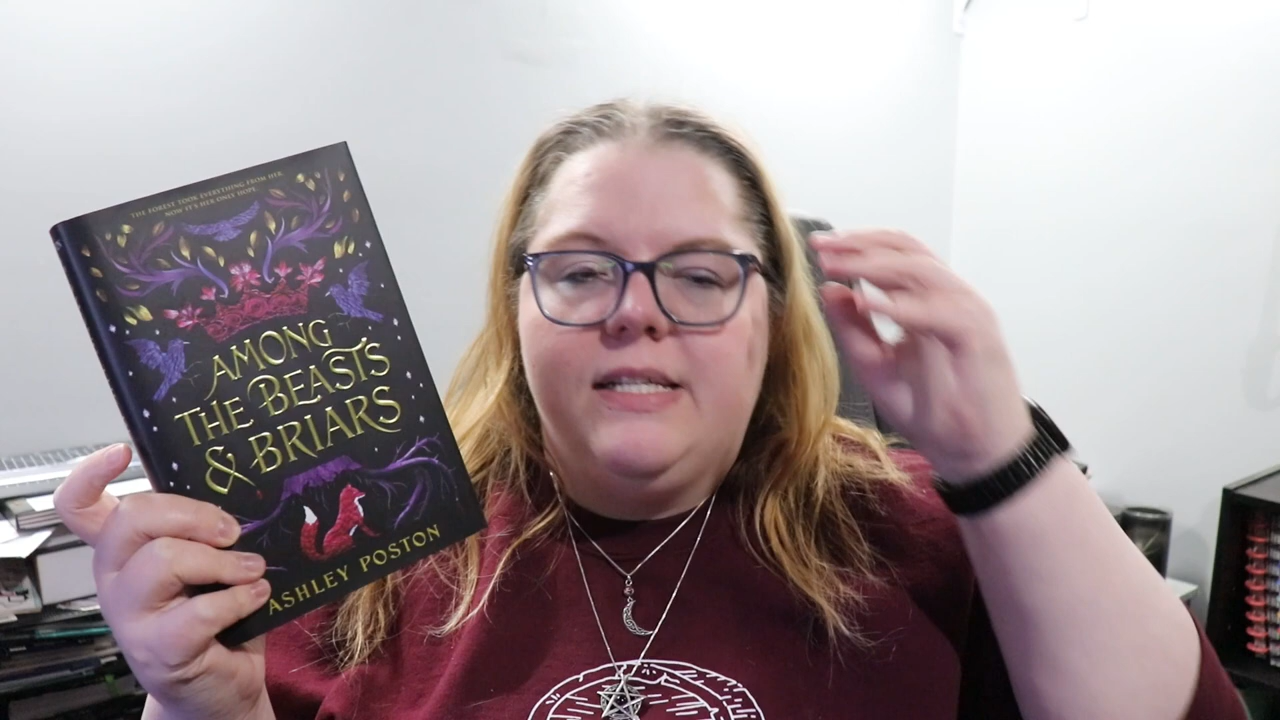 THE FOREST TOOK EVERYTHING FROM HER.
NOW IT'S HER ONLY HOPE.
AMONG
THE BEASTS
& BRIARS
ASHLEY POSTON